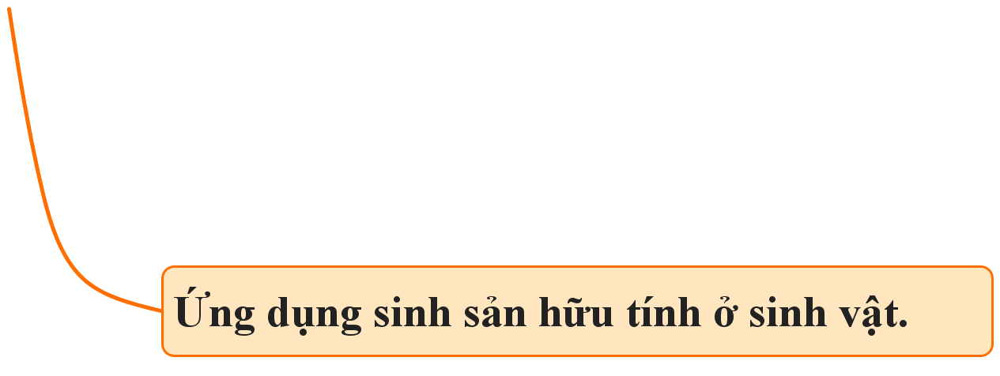 Ứng dụng sinh sản hữu tính ở sinh vật.